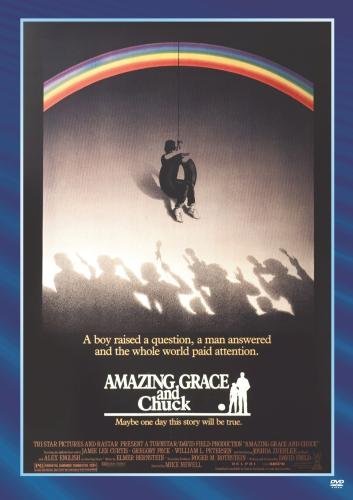 A boy raised a question, a man answered
and the whole world paid attention.
AMAZING GRACE
and
Chuck
Maybe one day this story will be true.
TRI STAR PICTURES AND RASTAR PRESENT A TURNSTAR/DAVID FIELD PRODUCTION "AMAZING GRACE AND CHUCK"
JAMIE LEE CURTIS · GREGORY PECK · WILLIAM L. PETERSEN JOSHUA ZUEHLKE
ALEX ENGLISH ELMER BERNSTEIN ROGER M. ROTHSTEIN DAVID FIELD
PG MIKE NEWELL
DVD